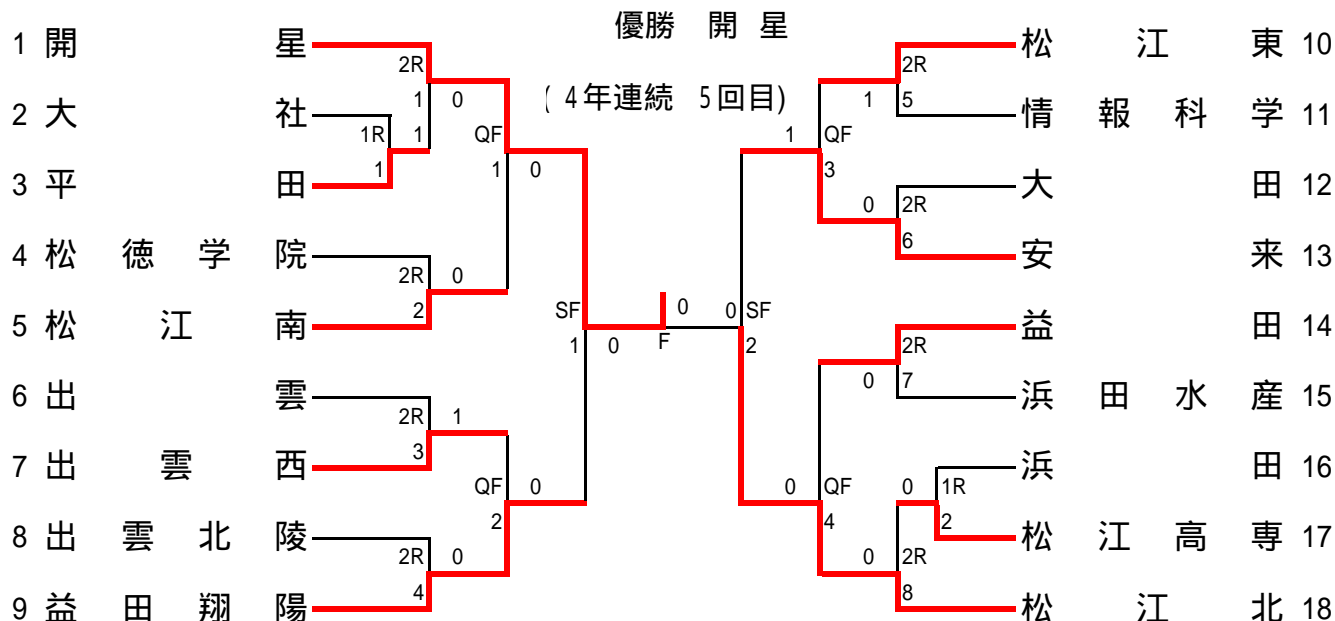 優勝 開 星
1 開 星
松 江 東 10
2R
2R
1 0
1 5
( 4年連続 5回目)
2 大 社
情 報 科 学 11
1R 1
QF
1 QF
1
1 0
3
3 平 田
大 田 12
0 2R
4 松 徳 学 院
6
安 来 13
2R 0
2
SF
0
0 SF
5 松 江 南
益 田 14
1 0 F
2
2R
0 7
6 出 雲
浜 田 水 産 15
2R 1
3
7 出 雲 西
浜 田 16
QF 0
0 QF
0 1R
2
4
2
8 出 雲 北 陵
松 江 高 専 17
2R 0
0 2R
4
8
9 益 田 翔 陽
松 江 北 18